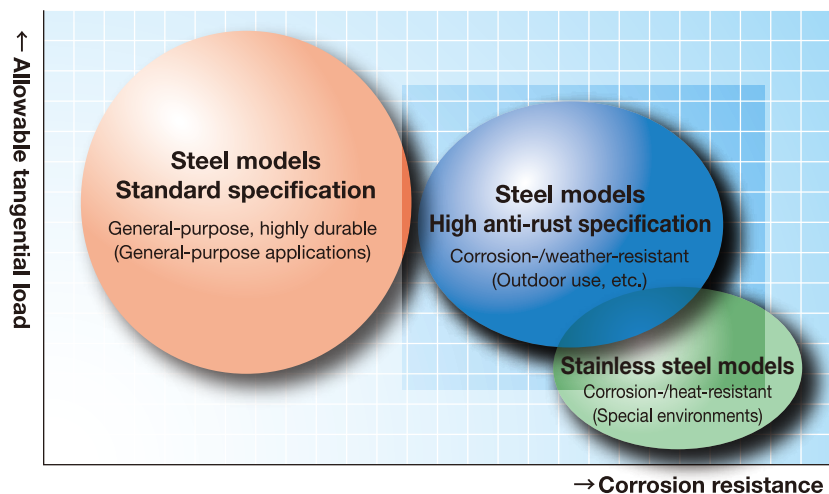 ← Allowable tangential load
Steel models
Standard specification
General-purpose, highly durable
(General-purpose applications)
Steel models
High anti-rust specification
Corrosion-/weather-resistant
(Outdoor use, etc.)
Stainless steel models
Corrosion-/heat-resistant
(Special environments)
→Corrosion resistance